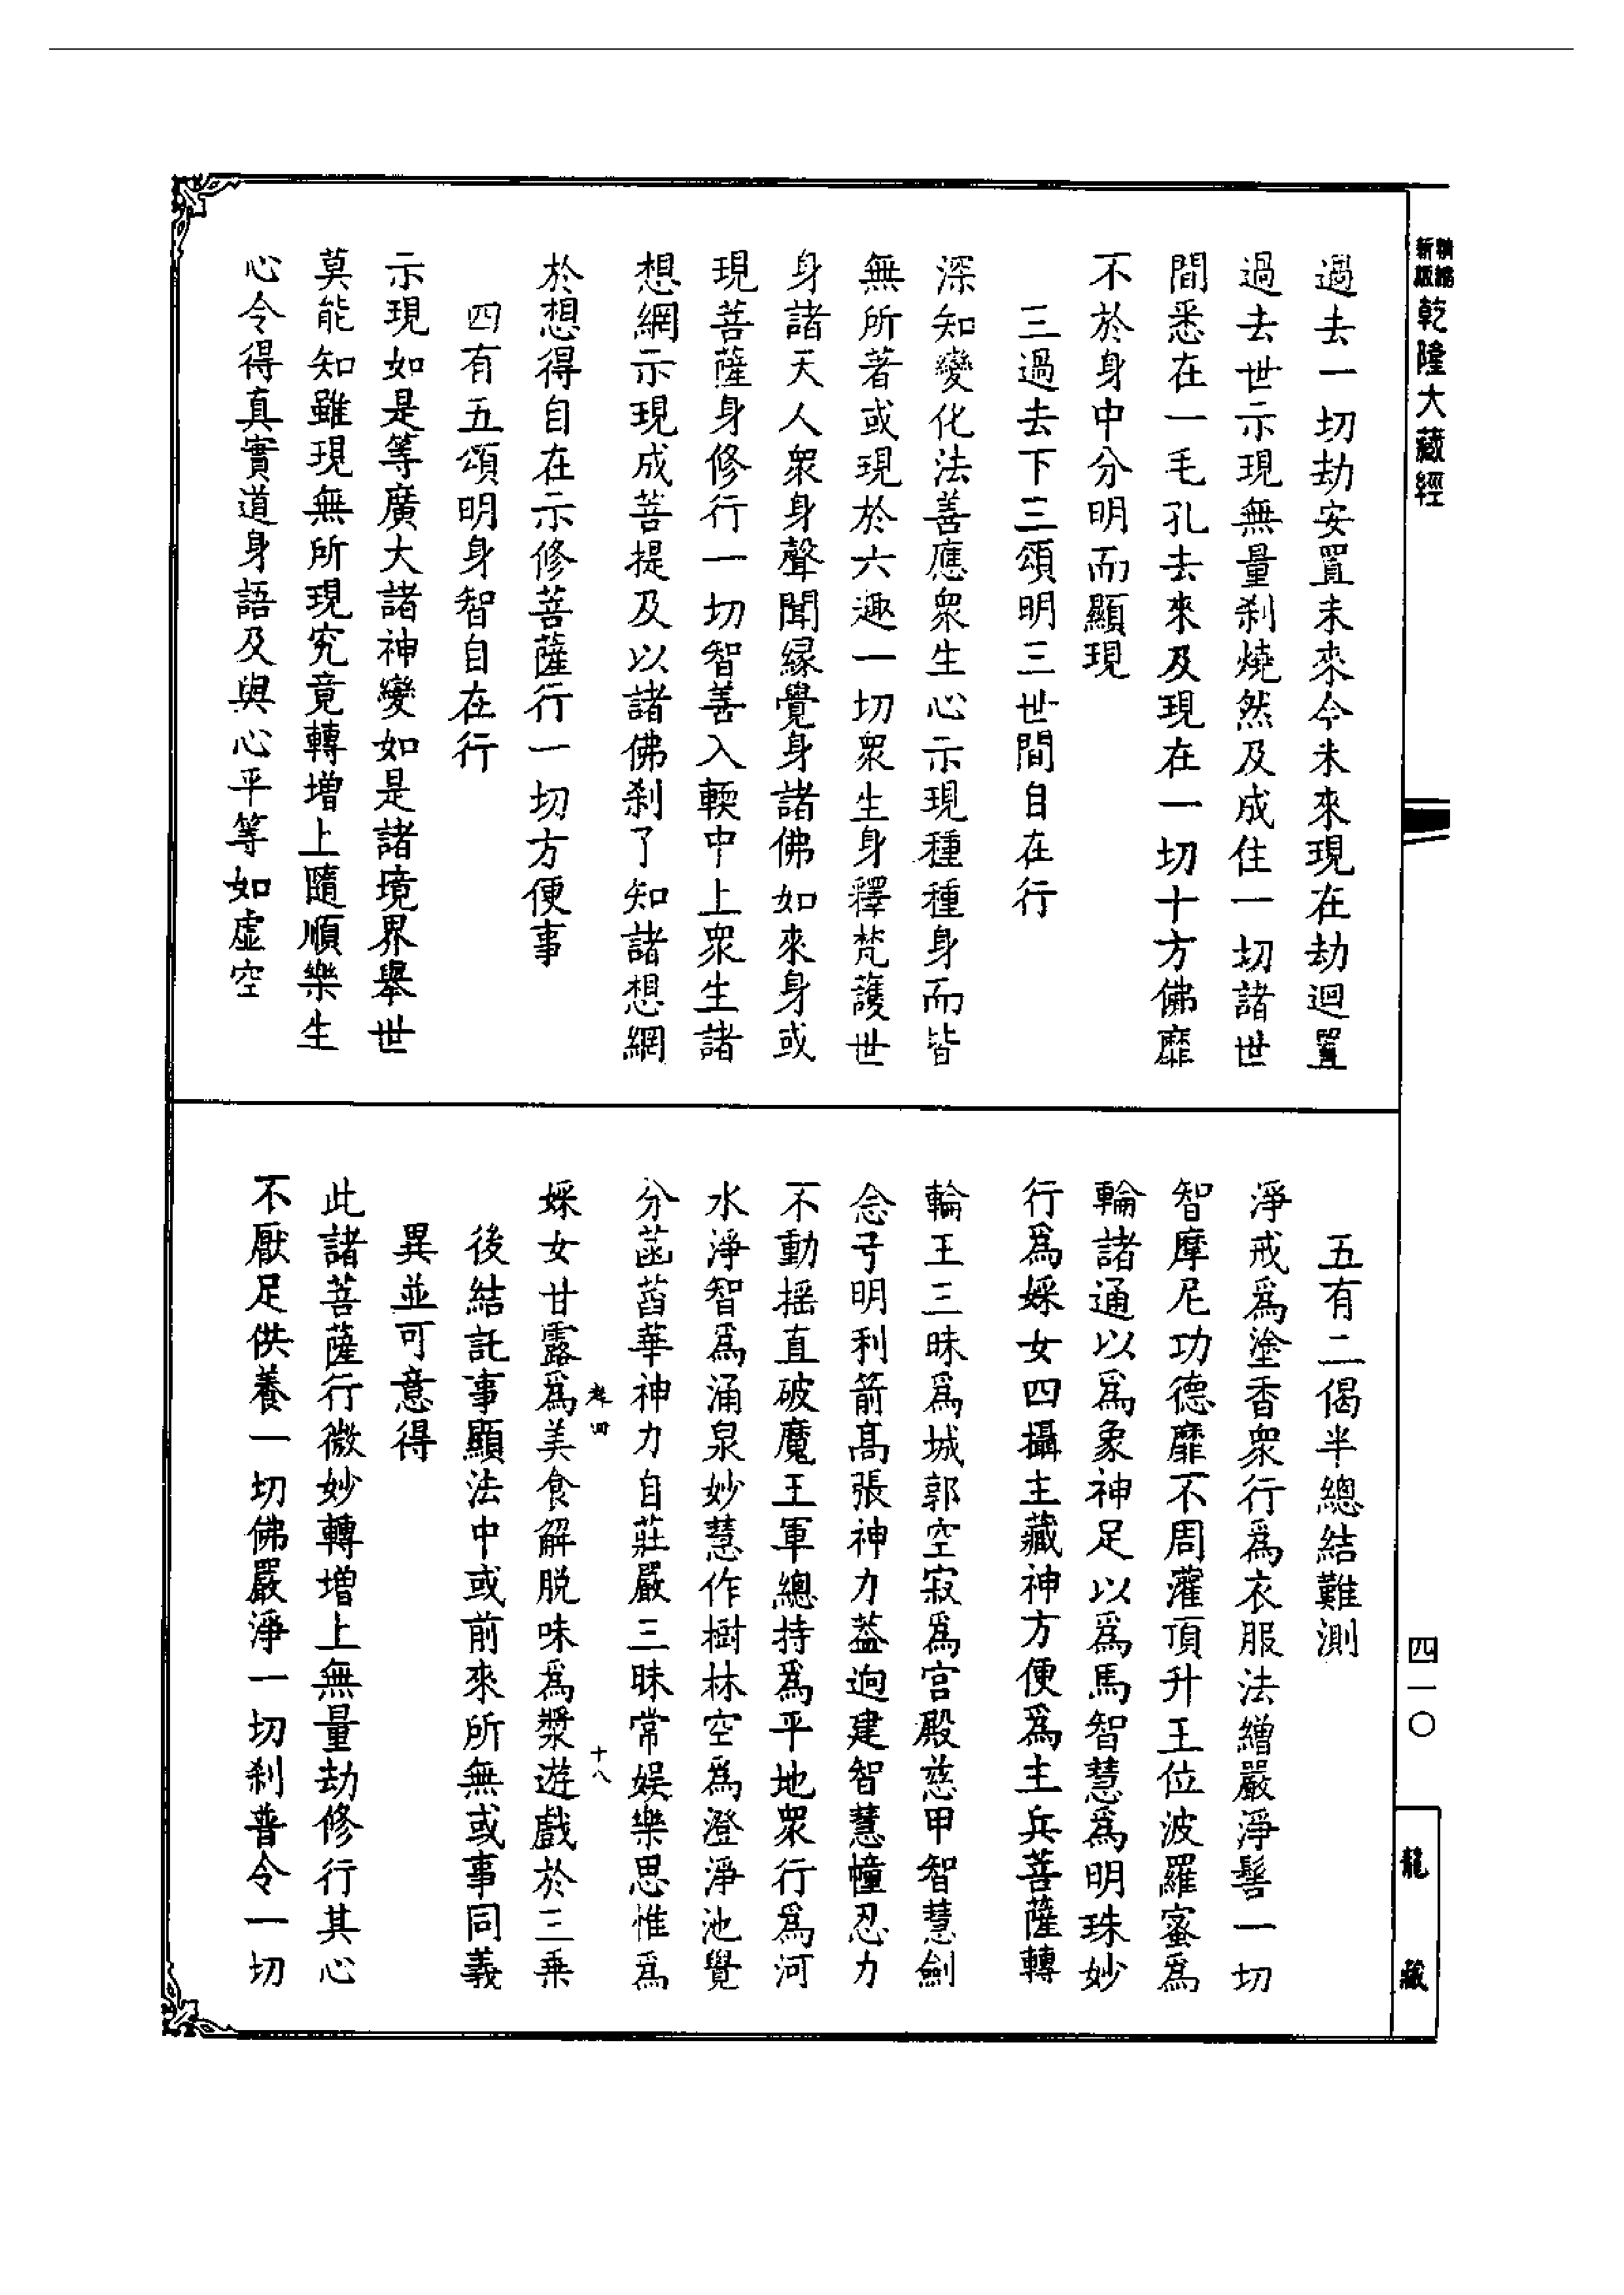 精縮新版乾隆大藏經
過去一切劫安置未來今未來現在劫迴置
過去世示現無量刹燒然及成住一切諸世
間悉在一毛孔去來及現在一切十方佛靡
不於身中分明而顯現
三過去下三頌明三世間自在行
深知變化法善應衆生心示現種種身而皆
無所著或現於六趣一切衆生身釋梵護世
身諸天人衆身聲聞緣覺身諸佛如來身或
現菩薩身修行一切智善入輭中上衆生諸
想網示現成菩提及以諸佛刹了知諸想網
於想得自在示修菩薩行一切方便事
四有五頌明身智自在行
示現如是等廣大諸神變如是諸境界舉世
莫能知雖現無所現究竟轉增上隨順樂生
心令得真實道身語及與心平等如虛空
五有二偈半總結難測
淨戒爲塗香衆行爲衣服法繒嚴淨髻一切
智摩尼功德靡不周灌頂升王位波羅蜜爲
輪諸通以爲象神足以爲馬智慧爲明珠妙
行爲婇女四攝主藏神方便爲主兵菩薩轉
輪王三昧爲城郭空寂爲宮殿慈甲智慧劍
念弓明利箭高張神力蓋逈建智慧幢忍力
不動搖直破魔王軍總持爲平地衆行爲河
水淨智爲涌泉妙慧作樹林空爲澄淨池覺
分菡萏華神力自莊嚴三昧常娛樂思惟爲
婇女甘露爲美食解脫味爲漿遊戲於三乘
十八
後結託事顯法中或前來所無或事同義
異並可意得
此諸菩薩行微妙轉增上無量劫修行其心
不厭足供養一切佛嚴淨一切刹普令一切
四一〇
龍藏